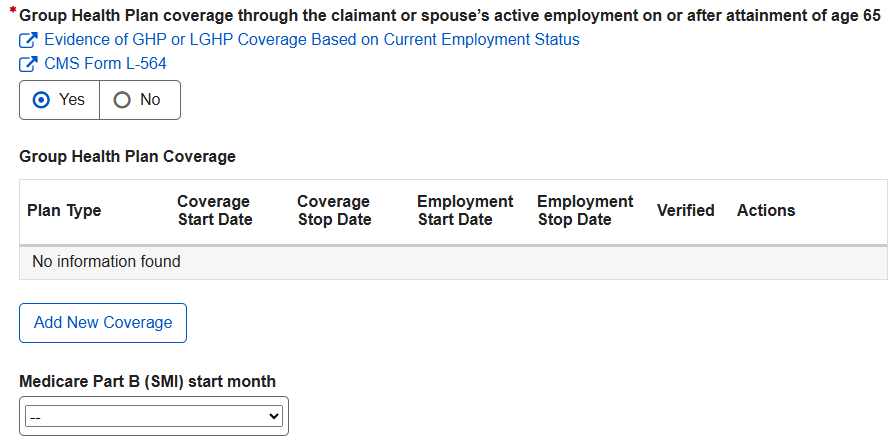 *Group Health Plan coverage through the claimant or spouse’s active employment on or after attainment of age 65
Evidence of GHP or LGHP Coverage Based on Current Employment Status
CMS Form L-564
Yes No
Group Health Plan Coverage
Plan Type Coverage Start Date Coverage Stop Date Employment Start Date Employment Stop Date Verified Actions
No information found
Add New Coverage
Medicare Part B (SMI) start month
--